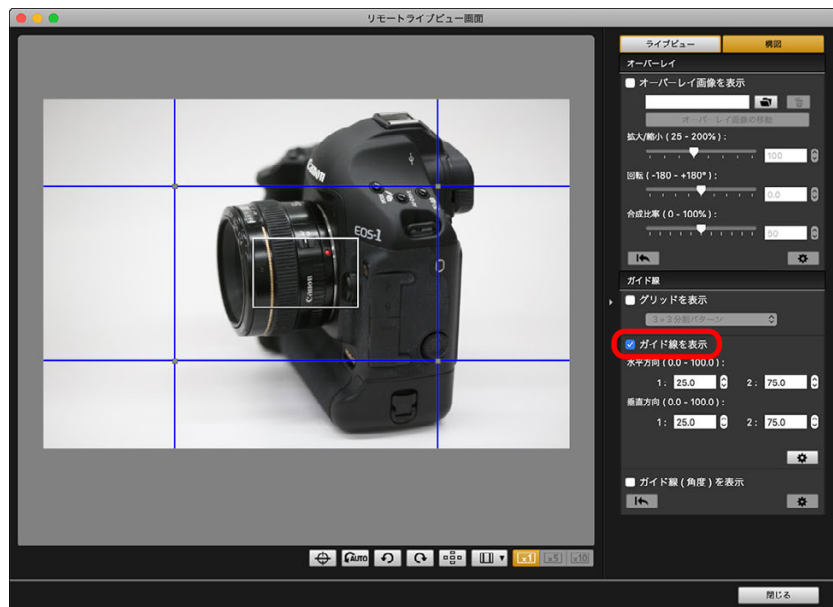 リモートライブビュー画面
ライブビュー 構図
オーバーレイ
オーバーレイ画像を表示
オーバーレイ画像の移動
拡大/縮小 ( 25 - 200% ) :
100
回転 ( -180 - +180° ) :
0.0
合成比率 ( 0 - 100% ) :
50
ガイド線
グリッドを表示
3×3分割パターン
ガイド線を表示
水平方向 ( 0.0 - 100.0 ) :
1 : 25.0 2 : 75.0
垂直方向 ( 0.0 - 100.0 ) :
1 : 25.0 2 : 75.0
ガイド線 ( 角度 ) を表示
Canon
EOS-1
Canon
AUTO x1 x5 x10
閉じる